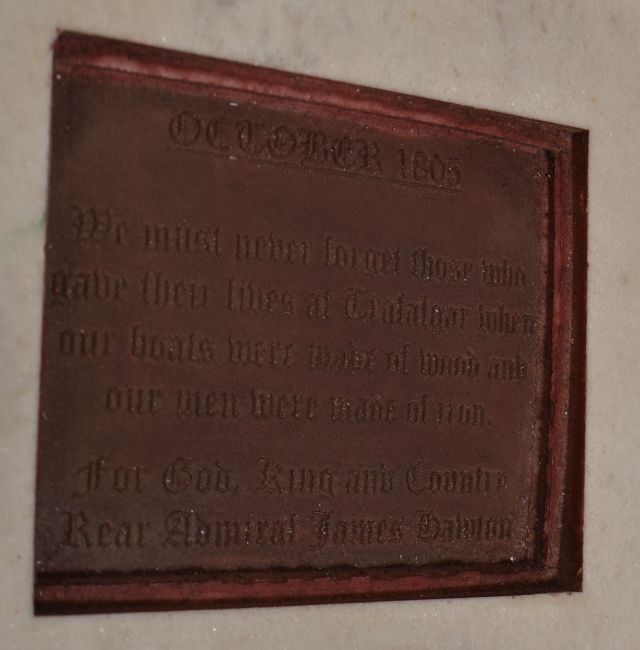 OCTOBER 1805
We must never forget those who
gave their lives at Trafalgar when
our boats were made of wood and
our men were made of iron.
For God, King and Country
Rear Admiral James